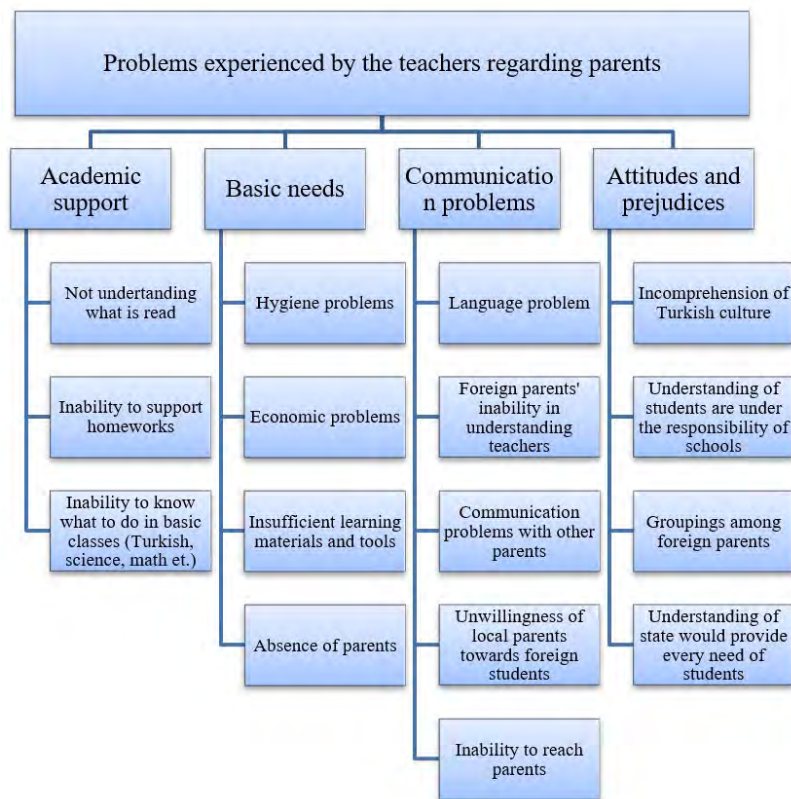 Problems experienced by the teachers regarding parents
Academic
support
Not undertanding
what is read
Inability to support
homeworks
Inability to know
what to do in basic
classes (Turkish,
science, math et.)
Basic needs
Hygiene problems
Economic problems
Insufficient learning
materials and tools
Absence of parents
Communicatio
n problems
Language problem
Foreign parents'
inability in
understanding
teachers
Communication
problems with other
parents
Unwillingness of
local parents
towards foreign
students
Inability to reach
parents
Attitudes and
prejudices
Incomprehension of
Turkish culture
Understanding of
students are under
the responsibility of
schools
Groupings among
foreign parents
Understanding of
state would provide
every need of
students